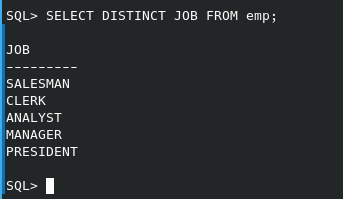 SQL> SELECT DISTINCT JOB FROM emp;
JOB
---------
SALESMAN
CLERK
ANALYST
MANAGER
PRESIDENT
SQL>